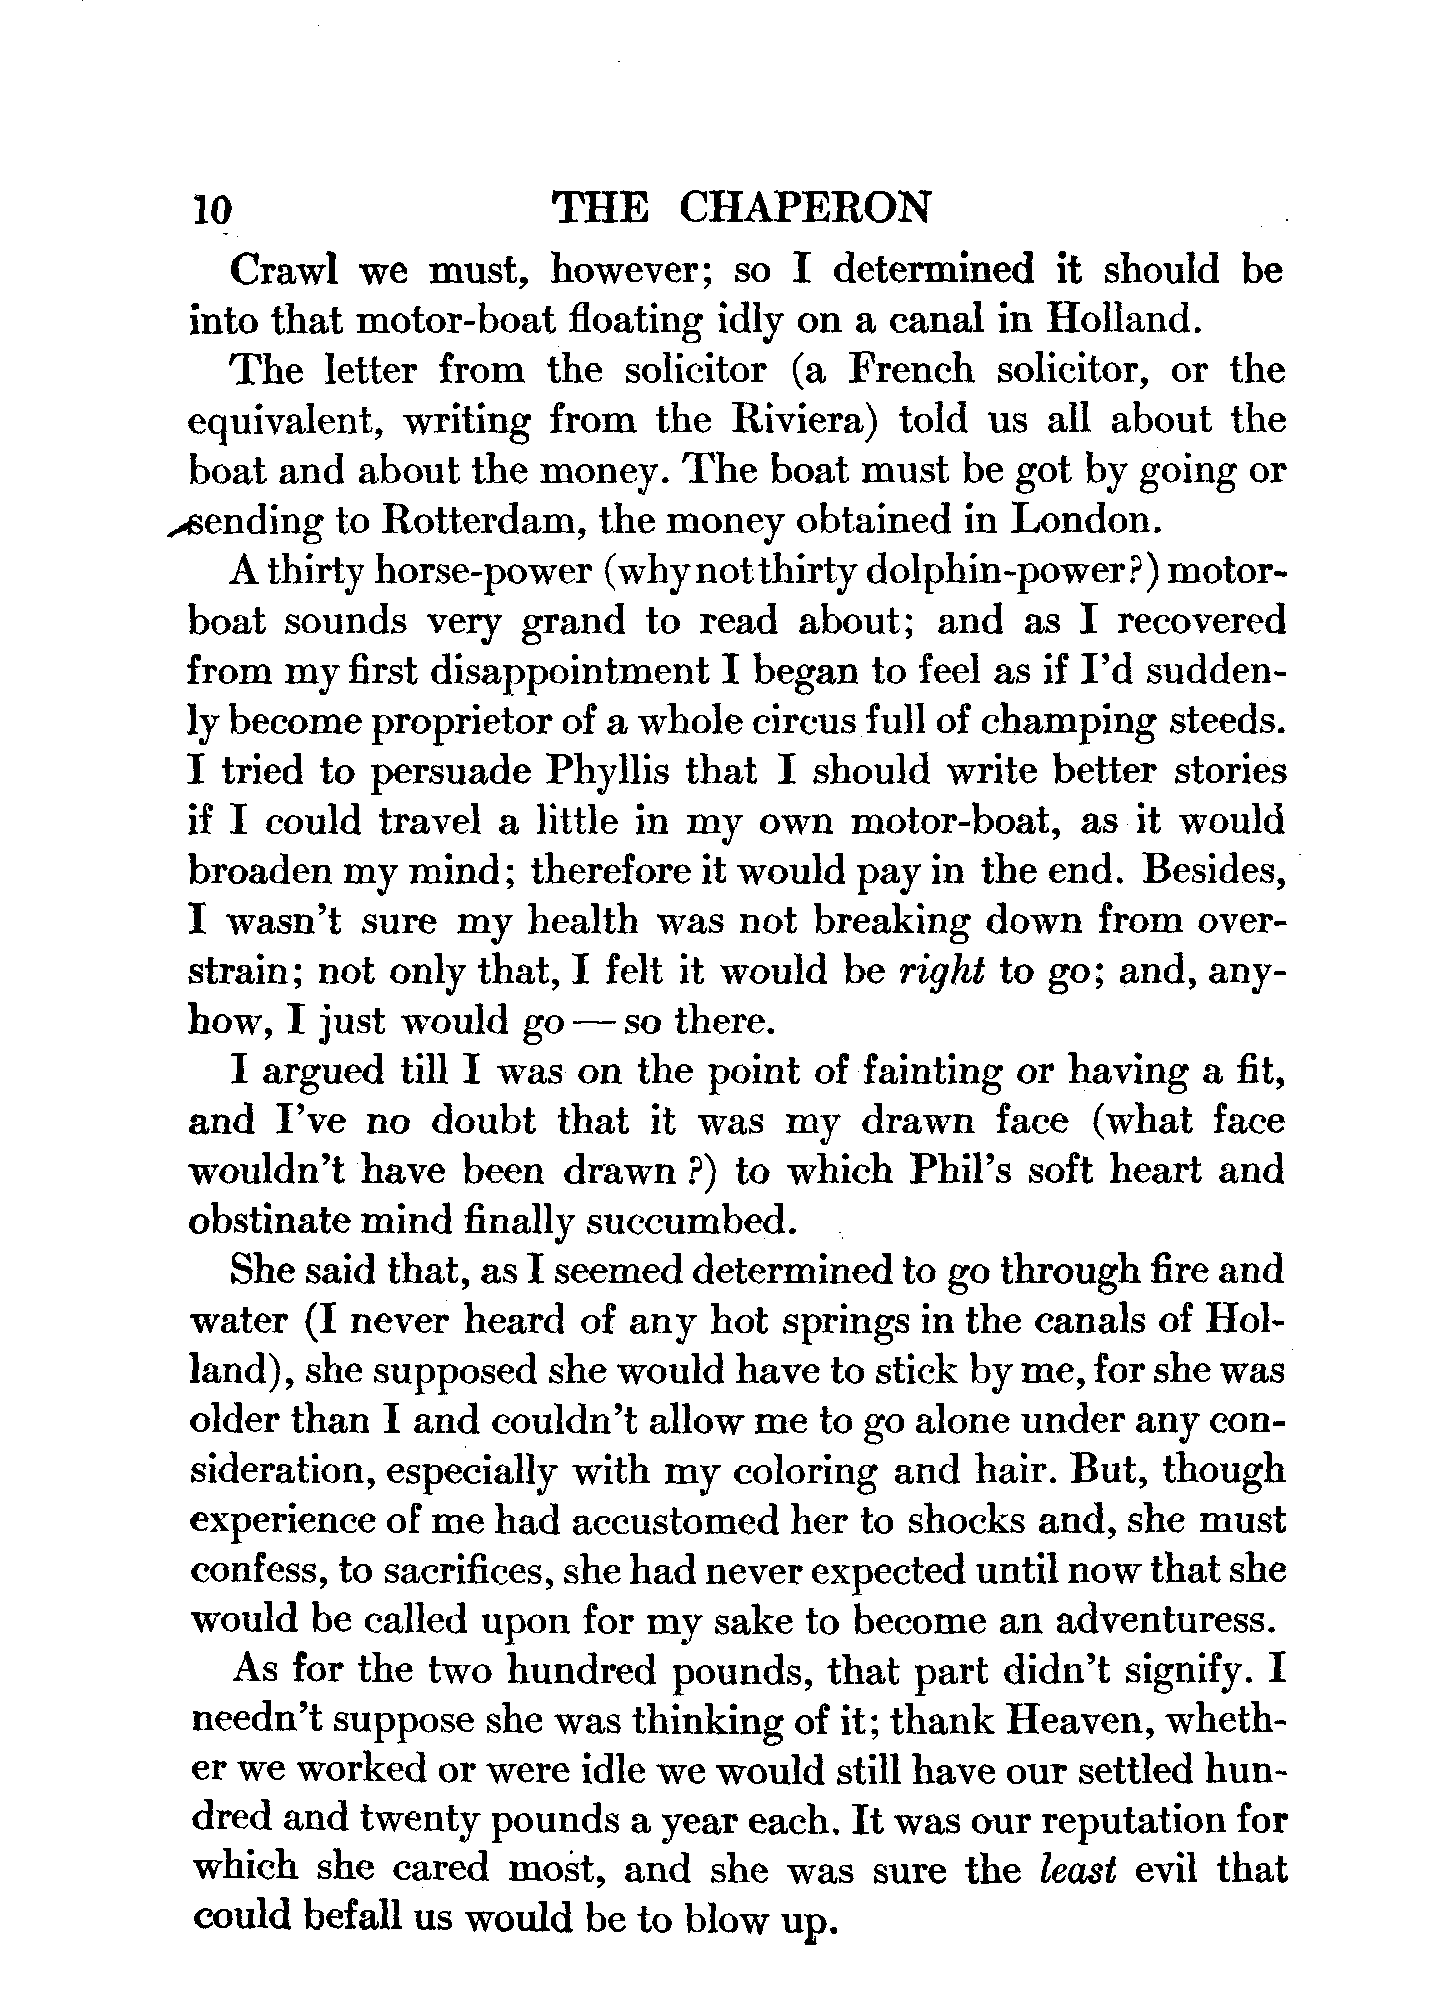 10 THE CHAPERON
Crawl we must, however; so I determined it should be
into that motor-boat floating idly on a canal in Holland.
The letter from the solicitor (a French solicitor, or the
equivalent, writing from the Riviera) told us all about the
boat and about the money. The boat must be got by going or
sending to Rotterdam, the money obtained in London.
A thirty horse-power (why not thirty dolphin-power?) motor-
boat sounds very grand to read about; and as I recovered
from my first disappointment I began to feel as if I'd sudden-
ly become proprietor of a whole circus full of champing steeds.
I tried to persuade Phyllis that I should write better stories
if I could travel a little in my own motor-boat, as it would
broaden my mind; therefore it would pay in the end. Besides,
I wasn't sure my health was not breaking down from over-
strain; not only that, I felt it would be right to go; and, any-
how, I just would go — so there.
I argued till I was on the point of fainting or having a fit,
and I've no doubt that it was my drawn face (what face
wouldn't have been drawn?) to which Phil's soft heart and
obstinate mind finally succumbed.
She said that, as I seemed determined to go through fire and
water (I never heard of any hot springs in the canals of Hol-
land), she supposed she would have to stick by me, for she was
older than I and couldn't allow me to go alone under any con-
sideration, especially with my coloring and hair. But, though
experience of me had accustomed her to shocks and, she must
confess, to sacrifices, she had never expected until now that she
would be called upon for my sake to become an adventuress.
As for the two hundred pounds, that part didn't signify. I
needn't suppose she was thinking of it; thank Heaven, wheth-
er we worked or were idle we would still have our settled hun-
dred and twenty pounds a year each. It was our reputation for
which she cared most, and she was sure the least evil that
could befall us would be to blow up.